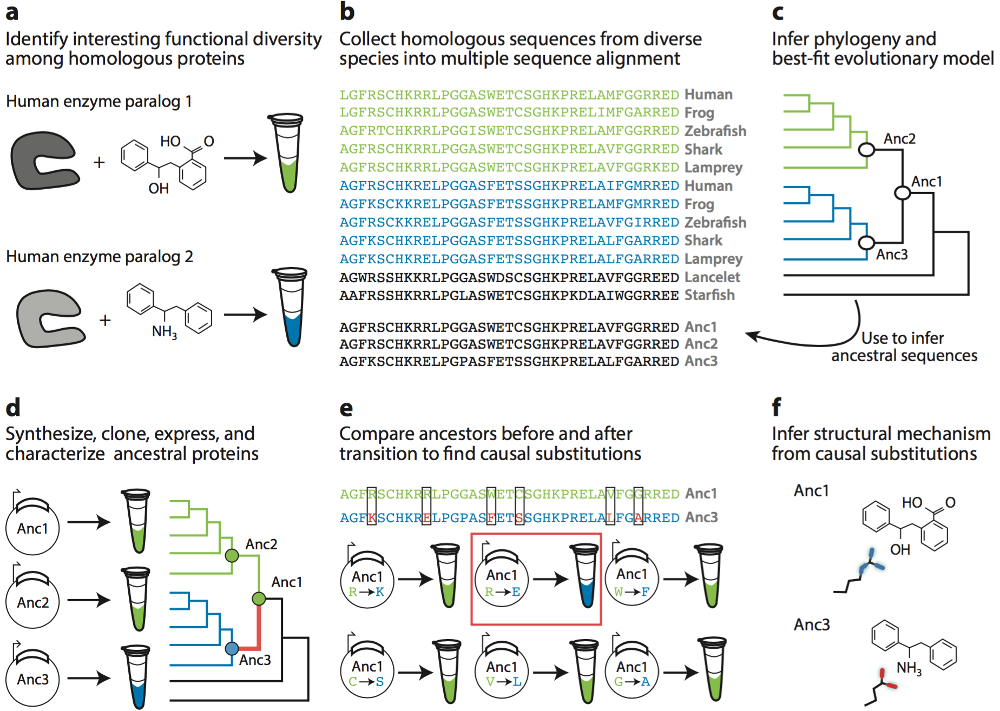 a
Identify interesting functional diversity
among homologous proteins
Human enzyme paralog 1
+
HO
O
OH
Human enzyme paralog 2
+
NH3
b
Collect homologous sequences from diverse
species into multiple sequence alignment
LGFRSCHKRRLPGGASWETCSGHKPRELAMFGGRRED Human
LGFRSCHKRRLPGGASWETCSGHKPRELIMFGARRED Frog
AGFRTCHKRRLPGGISWETCSGHKPRELAMFGGRRED Zebrafish
AGFRSCHKRRLPGGASWETCSGHKPRELAVFGGRRED Shark
AGFRSCHKRRLPGGASWETCSGHKPRELAVFGGRKED Lamprey
AGFRSCHKRELPGGASFETSSGHKPRELAIFGMRRED Human
AGFKSCKKRELPGGASFETSSGHKPRELAMFGMRRED Frog
AGFRSCKKRELPGGASFETSSGHKPRELAVFGIRRED Zebrafish
AGFKSCKKRELPGGASFETSSGHKPRELALFGARRED Shark
AGFKSCHKRELPGGASFETSSGHKPRELALFGARRED Lamprey
AGWRSSHKKRLPGGASWDSCSGHKPRELAVFGGREED Lancelet
AAFRSSHKRRLPGLASWETCSGHKPKDLAIWGGRREE Starfish
AGFRSCHKRRLPGGASWETCSGHKPRELAVFGGRRED Anc1
AGFRSCHKRRLPGGASWETCSGHKPRELAVFGGRRED Anc2
AGFKSCHKRELPGPASFETSSGHKPRELALFGARRED Anc3
c
Infer phylogeny and
best-fit evolutionary model
Anc2
Anc1
Anc3
Use to infer
ancestral sequences
d
Synthesize, clone, express, and
characterize ancestral proteins
Anc1
Anc2
Anc3
Anc2
Anc1
Anc3
e
Compare ancestors before and after
transition to find causal substitutions
AGFRSCHKRRLPGGASWETCSGHKPRELAVFGGRRED Anc1
AGFKSCHKRELPGPASFETSSGHKPRELALFGARRED Anc3
Anc1
R→K
Anc1
R→E
Anc1
W→F
Anc1
C→S
Anc1
V→L
Anc1
G→A
f
Infer structural mechanism
from causal substitutions
Anc1
HO
O
OH
Anc3
NH3